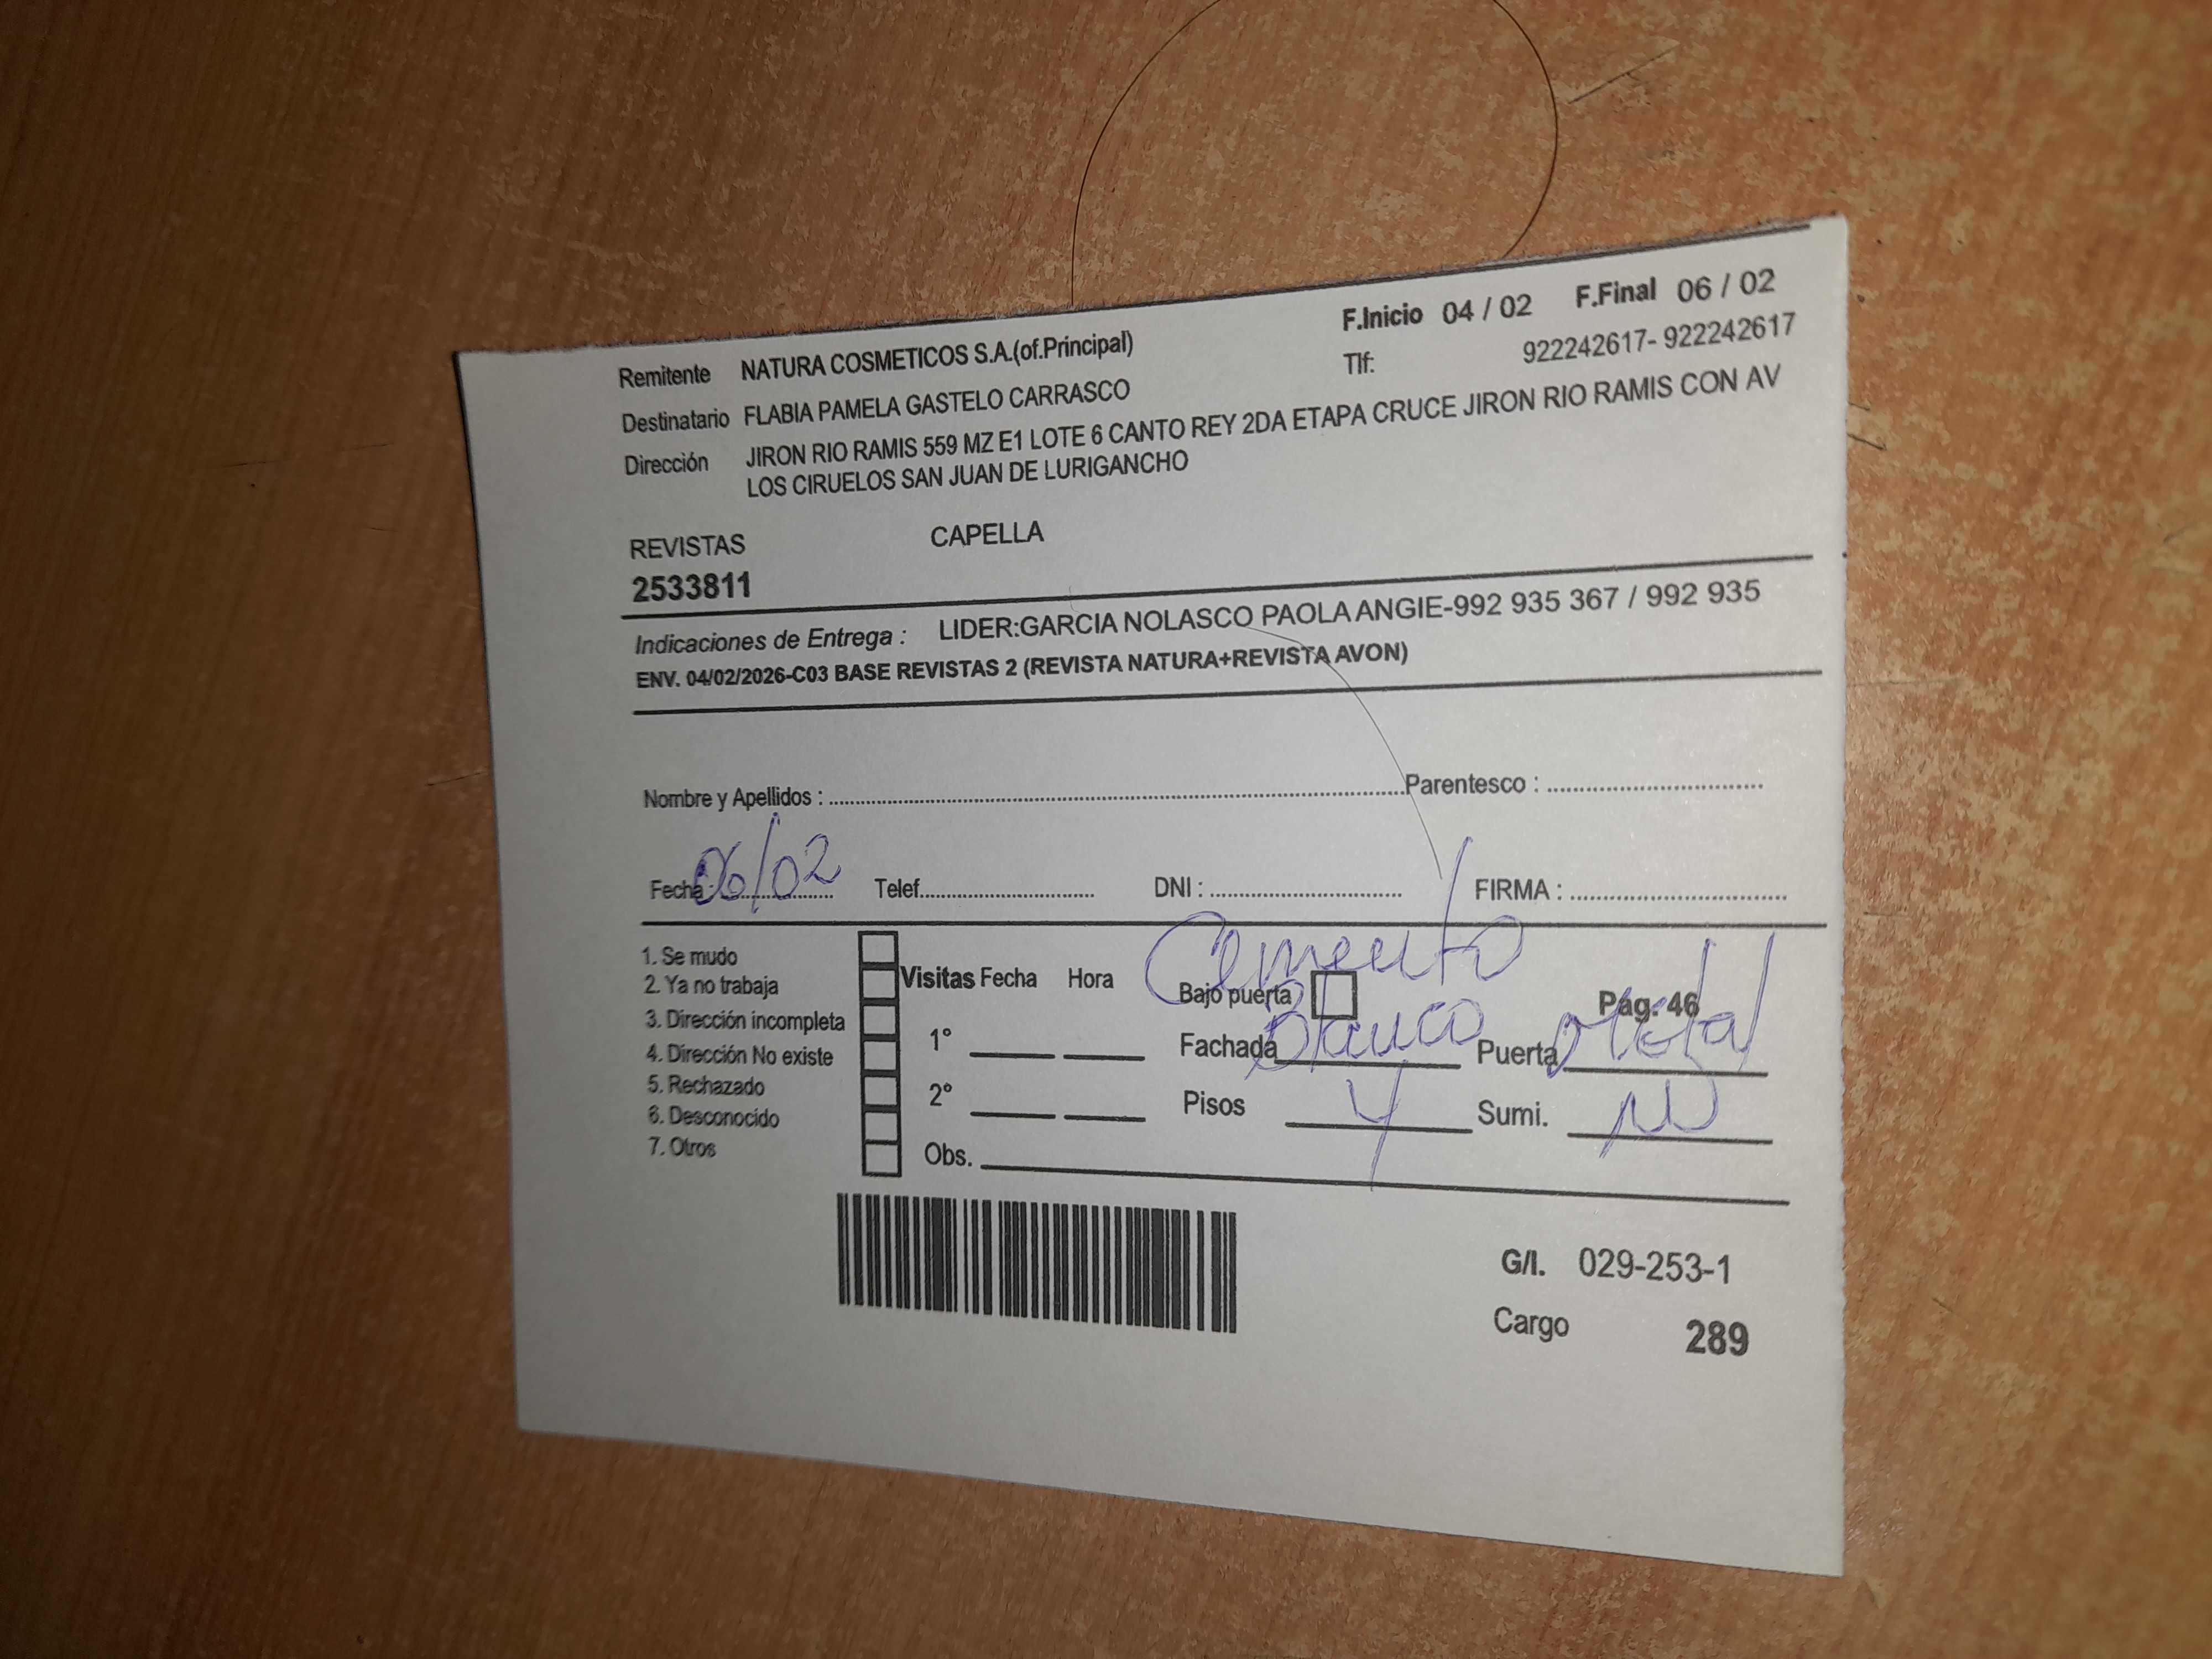 F.Inicio 04 / 02 F.Final 06 / 02
Remitente NATURA COSMETICOS S.A.(of.Principal) Tlf: 922242617- 922242617
Destinatario FLABIA PAMELA GASTELO CARRASCO
Dirección JIRON RIO RAMIS 559 MZ E1 LOTE 6 CANTO REY 2DA ETAPA CRUCE JIRON RIO RAMIS CON AV
LOS CIRUELOS SAN JUAN DE LURIGANCHO
REVISTAS CAPELLA
2533811
Indicaciones de Entrega : LIDER:GARCIA NOLASCO PAOLA ANGIE-992 935 367 / 992 935
ENV. 04/02/2026-C03 BASE REVISTAS 2 (REVISTA NATURA+REVISTA AVON)
Nombre y Apellidos : Parentesco :
Fecha : 06/02 Telef. DNI : FIRMA :
1. Se mudo
2. Ya no trabaja
3. Dirección incompleta
4. Dirección No existe
5. Rechazado
6. Desconocido
7. Otros
Visitas Fecha Hora
1°
2°
Obs.
Cemento
Bajo puerta Pág. 46
Fachada Blanco Puerta Metal
Pisos 4 Sumi.
G/I. 029-253-1
Cargo 289